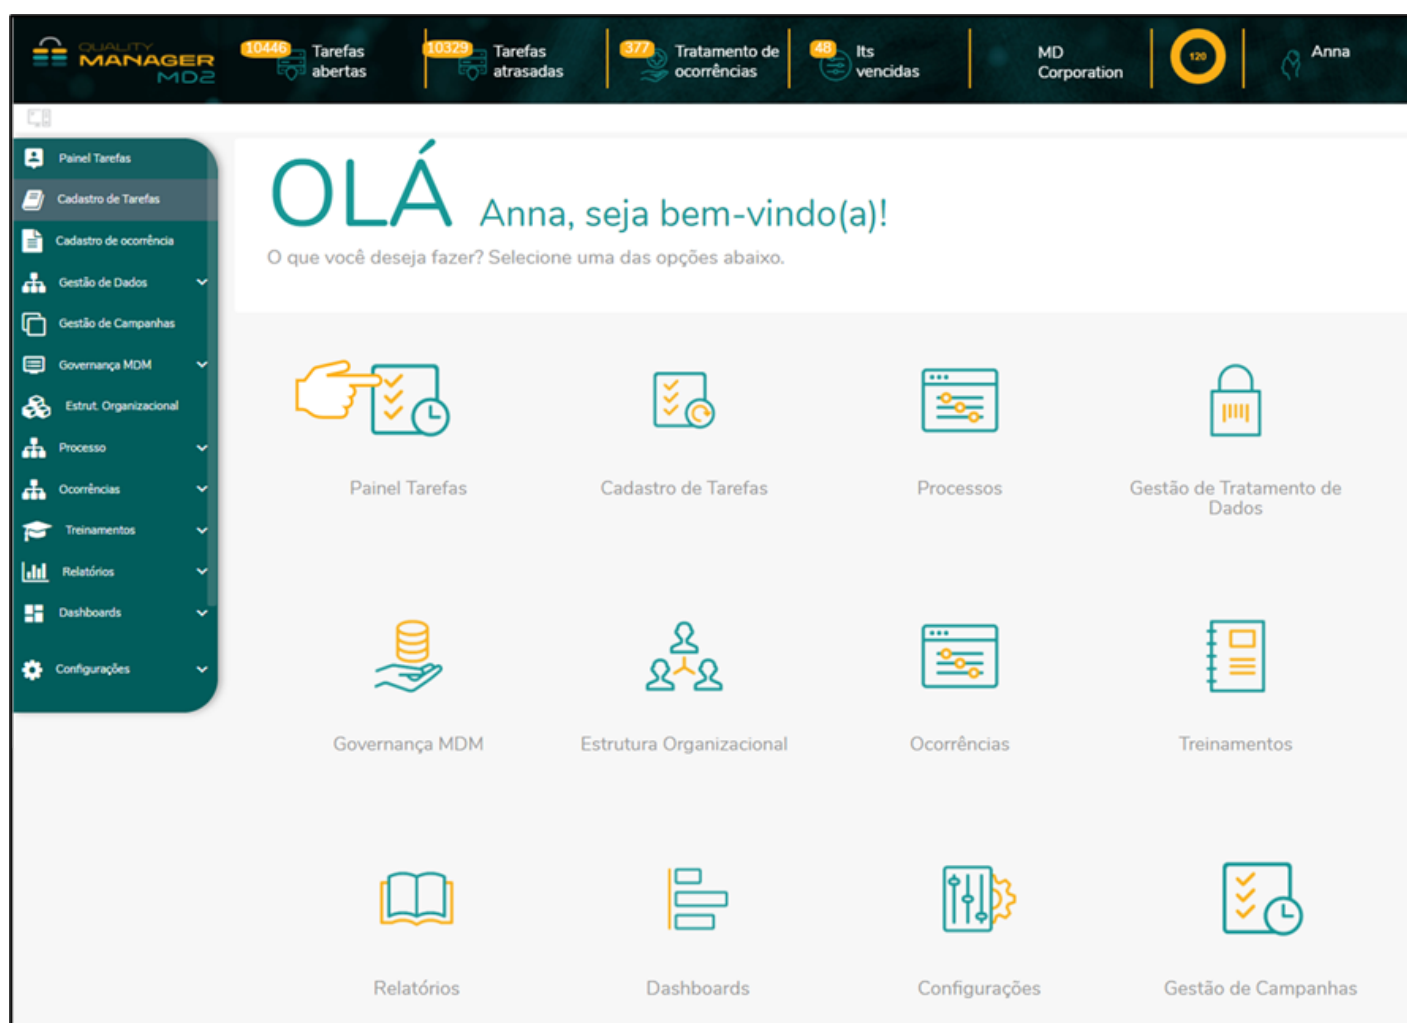 QUALITY
MANAGER
MD2
10446
Tarefas
abertas
10329
Tarefas
atrasadas
377
Tratamento de
ocorrências
48
Its
vencidas
MD
Corporation
120
Anna
Painel Tarefas
Cadastro de Tarefas
Cadastro de ocorrência
Gestão de Dados
Gestão de Campanhas
Governança MDM
Estrut. Organizacional
Processo
Ocorrências
Treinamentos
Relatórios
Dashboards
Configurações
OLÁ Anna, seja bem-vindo(a)!
O que você deseja fazer? Selecione uma das opções abaixo.
Painel Tarefas
Cadastro de Tarefas
Processos
Gestão de Tratamento de
Dados
Governança MDM
Estrutura Organizacional
Ocorrências
Treinamentos
Relatórios
Dashboards
Configurações
Gestão de Campanhas